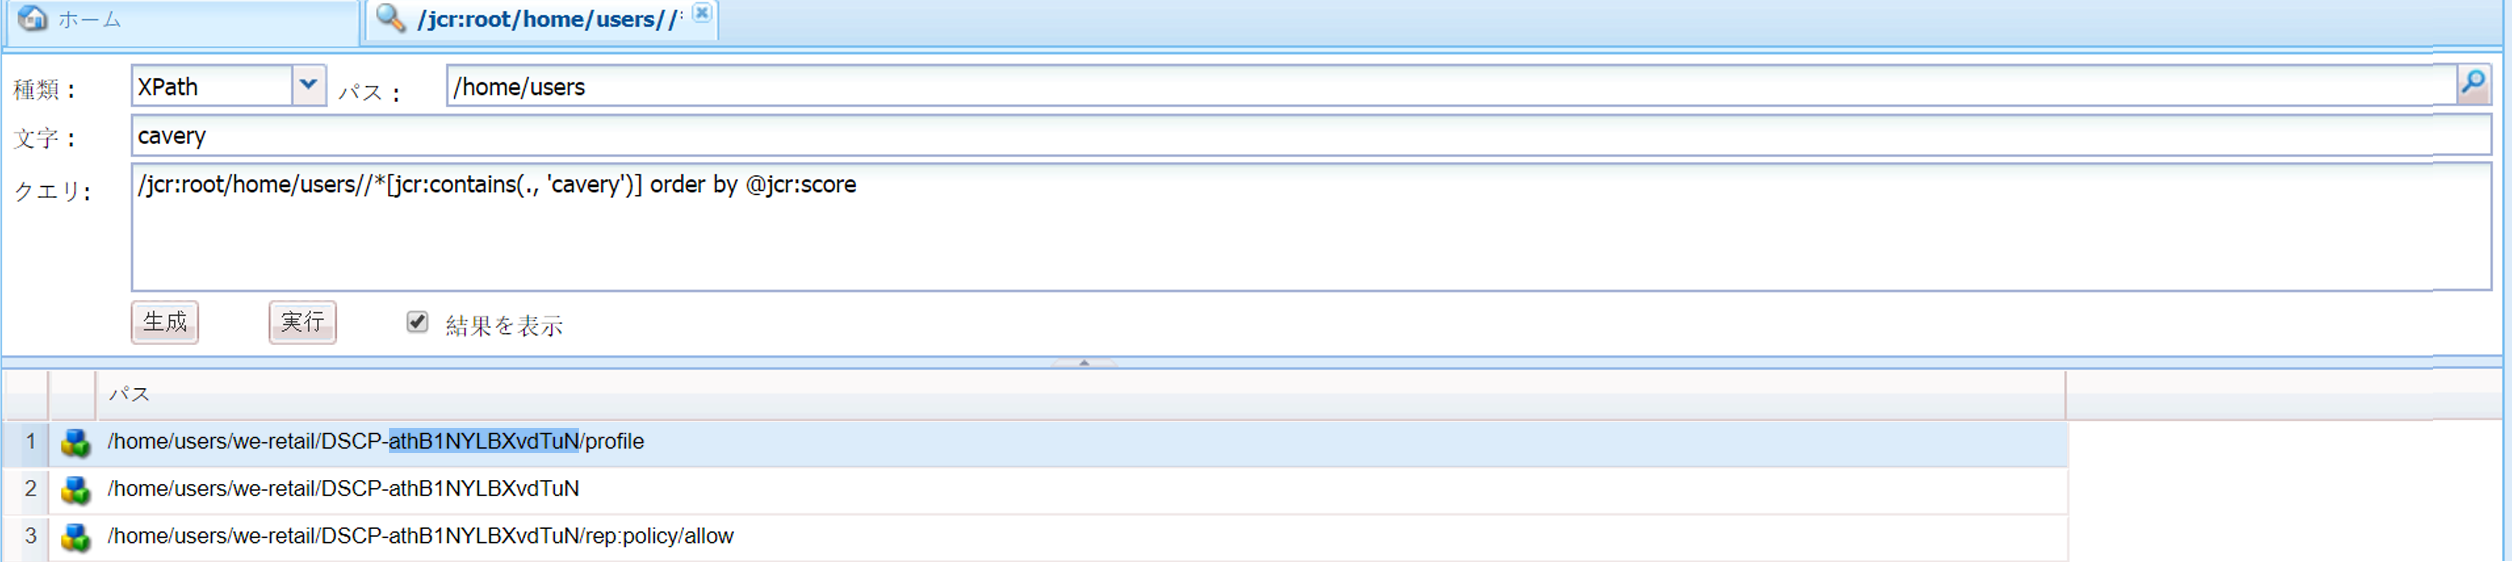 ホーム
/jcr:root/home/users//
種類： XPath パス： /home/users
文字： cavery
クエリ: /jcr:root/home/users//*[jcr:contains(., 'cavery')] order by @jcr:score
生成 実行 結果を表示
パス
1 /home/users/we-retail/DSCP-athB1NYLBXvdTuN/profile
2 /home/users/we-retail/DSCP-athB1NYLBXvdTuN
3 /home/users/we-retail/DSCP-athB1NYLBXvdTuN/rep:policy/allow